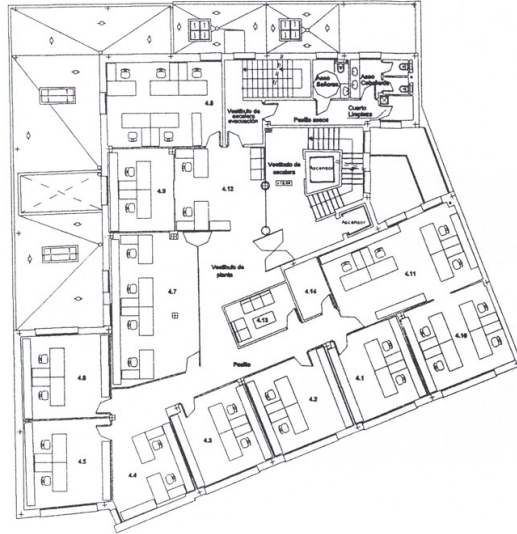 4.8
Aseo
Señoras
Aseo
Caballeros
Vestíbulo de
escalera
evacuación
Cuarto
Limpieza
Pasillo aseos
4.9
4.12
Vestíbulo de
escalera
Ascensor
Ascensor
4.7
Vestíbulo de
planta
4.11
4.14
4.13
4.10
Pasillo
4.6
4.1
4.2
4.3
4.5
4.4